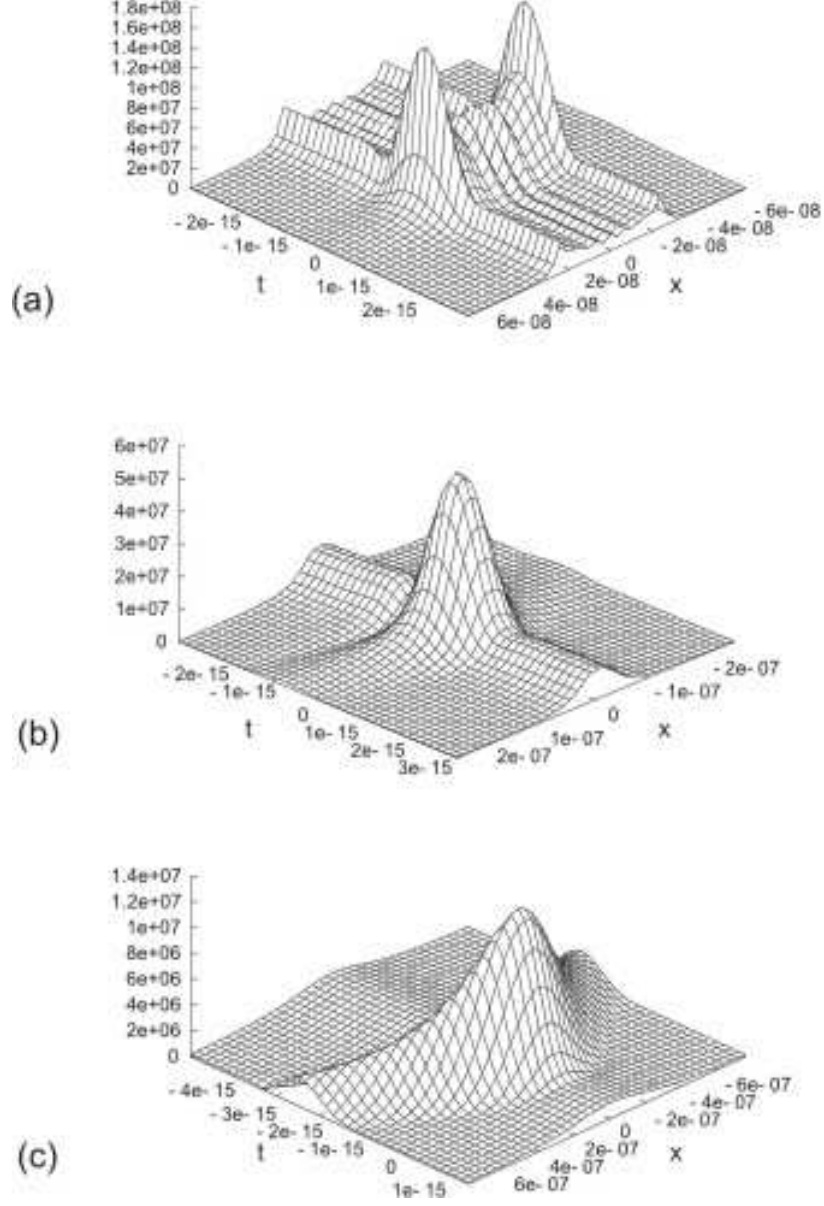 1.8e+08
1.6e+08
1.4e+08
1.2e+08
1e+08
8e+07
6e+07
4e+07
2e+07
0
- 2e- 15
- 1e- 15
0
1e- 15
2e- 15
t
- 6e- 08
- 4e- 08
- 2e- 08
0
2e- 08
4e- 08
6e- 08
x
(a)
6e+07
5e+07
4e+07
3e+07
2e+07
1e+07
0
- 2e- 15
- 1e- 15
0
1e- 15
2e- 15
3e- 15
t
- 2e- 07
- 1e- 07
0
1e- 07
2e- 07
x
(b)
1.4e+07
1.2e+07
1e+07
8e+06
6e+06
4e+06
2e+06
0
- 4e- 15
- 3e- 15
- 2e- 15
- 1e- 15
0
1e- 15
t
- 6e- 07
- 4e- 07
- 2e- 07
0
2e- 07
4e- 07
6e- 07
x
(c)